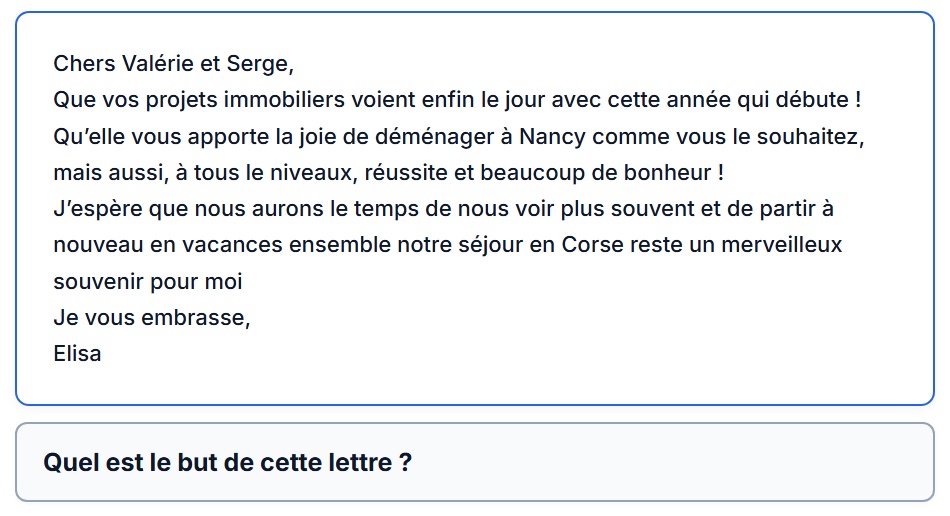 Chers Valérie et Serge,
Que vos projets immobiliers voient enfin le jour avec cette année qui débute !
Qu’elle vous apporte la joie de déménager à Nancy comme vous le souhaitez,
mais aussi, à tous le niveaux, réussite et beaucoup de bonheur !
J’espère que nous aurons le temps de nous voir plus souvent et de partir à
nouveau en vacances ensemble notre séjour en Corse reste un merveilleux
souvenir pour moi
Je vous embrasse,
Elisa
Quel est le but de cette lettre ?